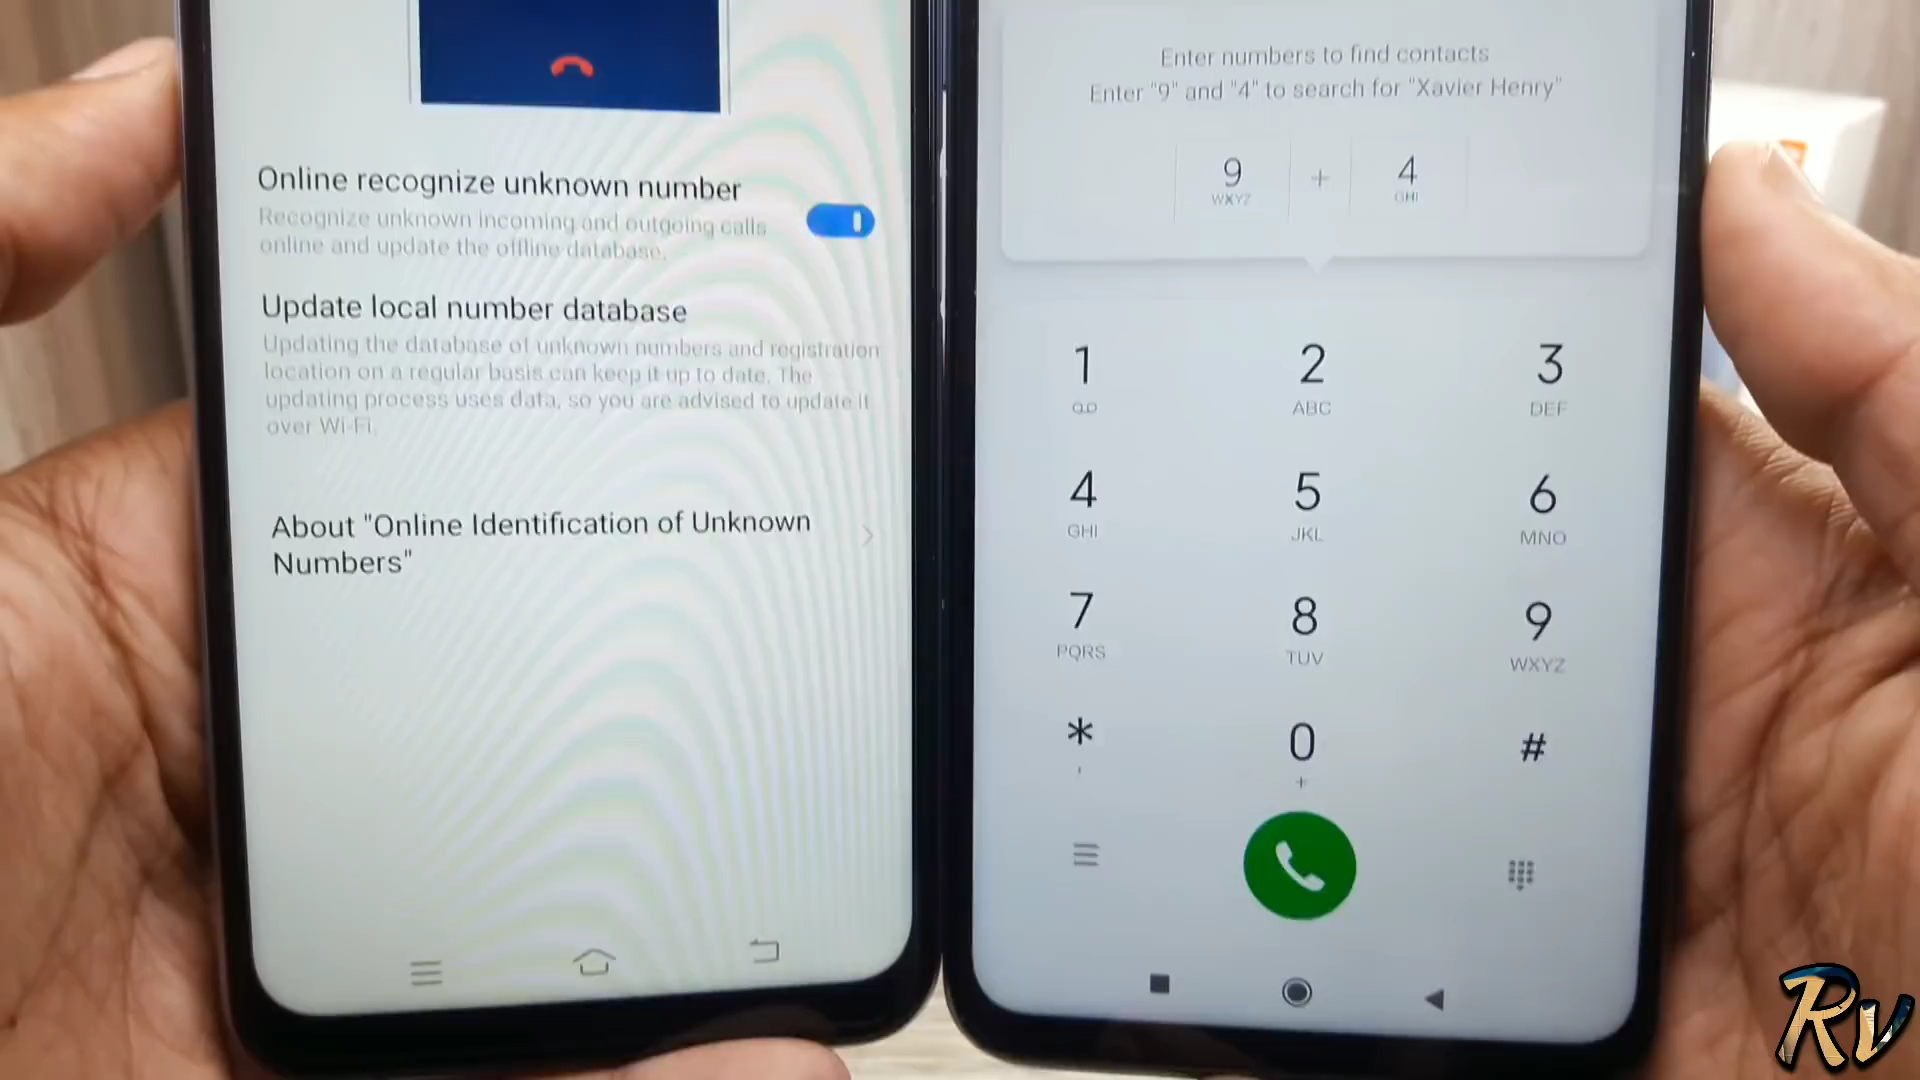 Online recognize unknown number
Recognize unknown incoming and outgoing calls
online and update the offline database.
Update local number database
Updating the database of unknown numbers and registration
location on a regular basis can keep it up to date. The
updating process uses data, so you are advised to update it
over Wi-Fi.
About "Online Identification of Unknown
Numbers"
Enter numbers to find contacts
Enter "9" and "4" to search for "Xavier Henry"
9 + 4
WXYZ GHI
1 2 3
ABC DEF
4 5 6
GHI JKL MNO
7 8 9
PQRS TUV WXYZ
* 0 #
, +
Rv